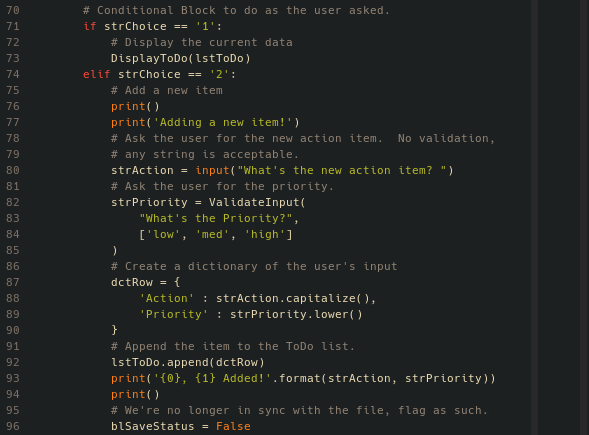 70         # Conditional Block to do as the user asked.
71         if strChoice == '1':
72             # Display the current data
73             DisplayToDo(lstToDo)
74         elif strChoice == '2':
75             # Add a new item
76             print()
77             print('Adding a new item!')
78             # Ask the user for the new action item.  No validation,
79             # any string is acceptable.
80             strAction = input("What's the new action item? ")
81             # Ask the user for the priority.
82             strPriority = ValidateInput(
83                 "What's the Priority?",
84                 ['low', 'med', 'high']
85             )
86             # Create a dictionary of the user's input
87             dctRow = {
88                 'Action' : strAction.capitalize(),
89                 'Priority' : strPriority.lower()
90             }
91             # Append the item to the ToDo list.
92             lstToDo.append(dctRow)
93             print('{0}, {1} Added!'.format(strAction, strPriority))
94             print()
95             # We're no longer in sync with the file, flag as such.
96             blSaveStatus = False